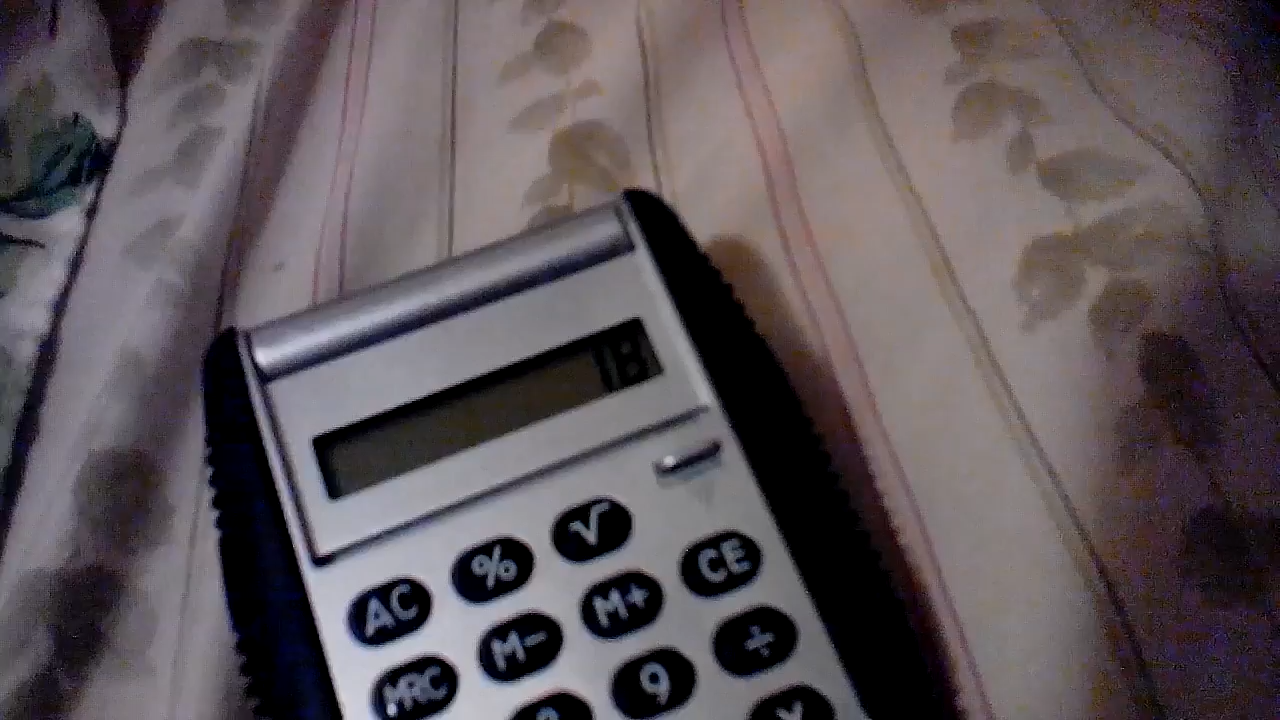 18
√
% CE
AC M+
M- ÷
MRC 9